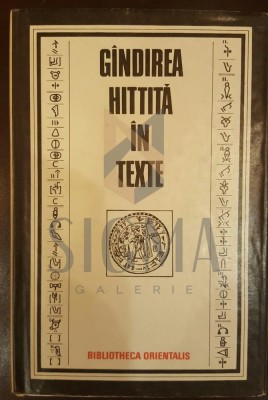 GÎNDIREA
HITTITĂ
ÎN
TEXTE
SIGMA
GALERIE
BIBLIOTHECA ORIENTALIS